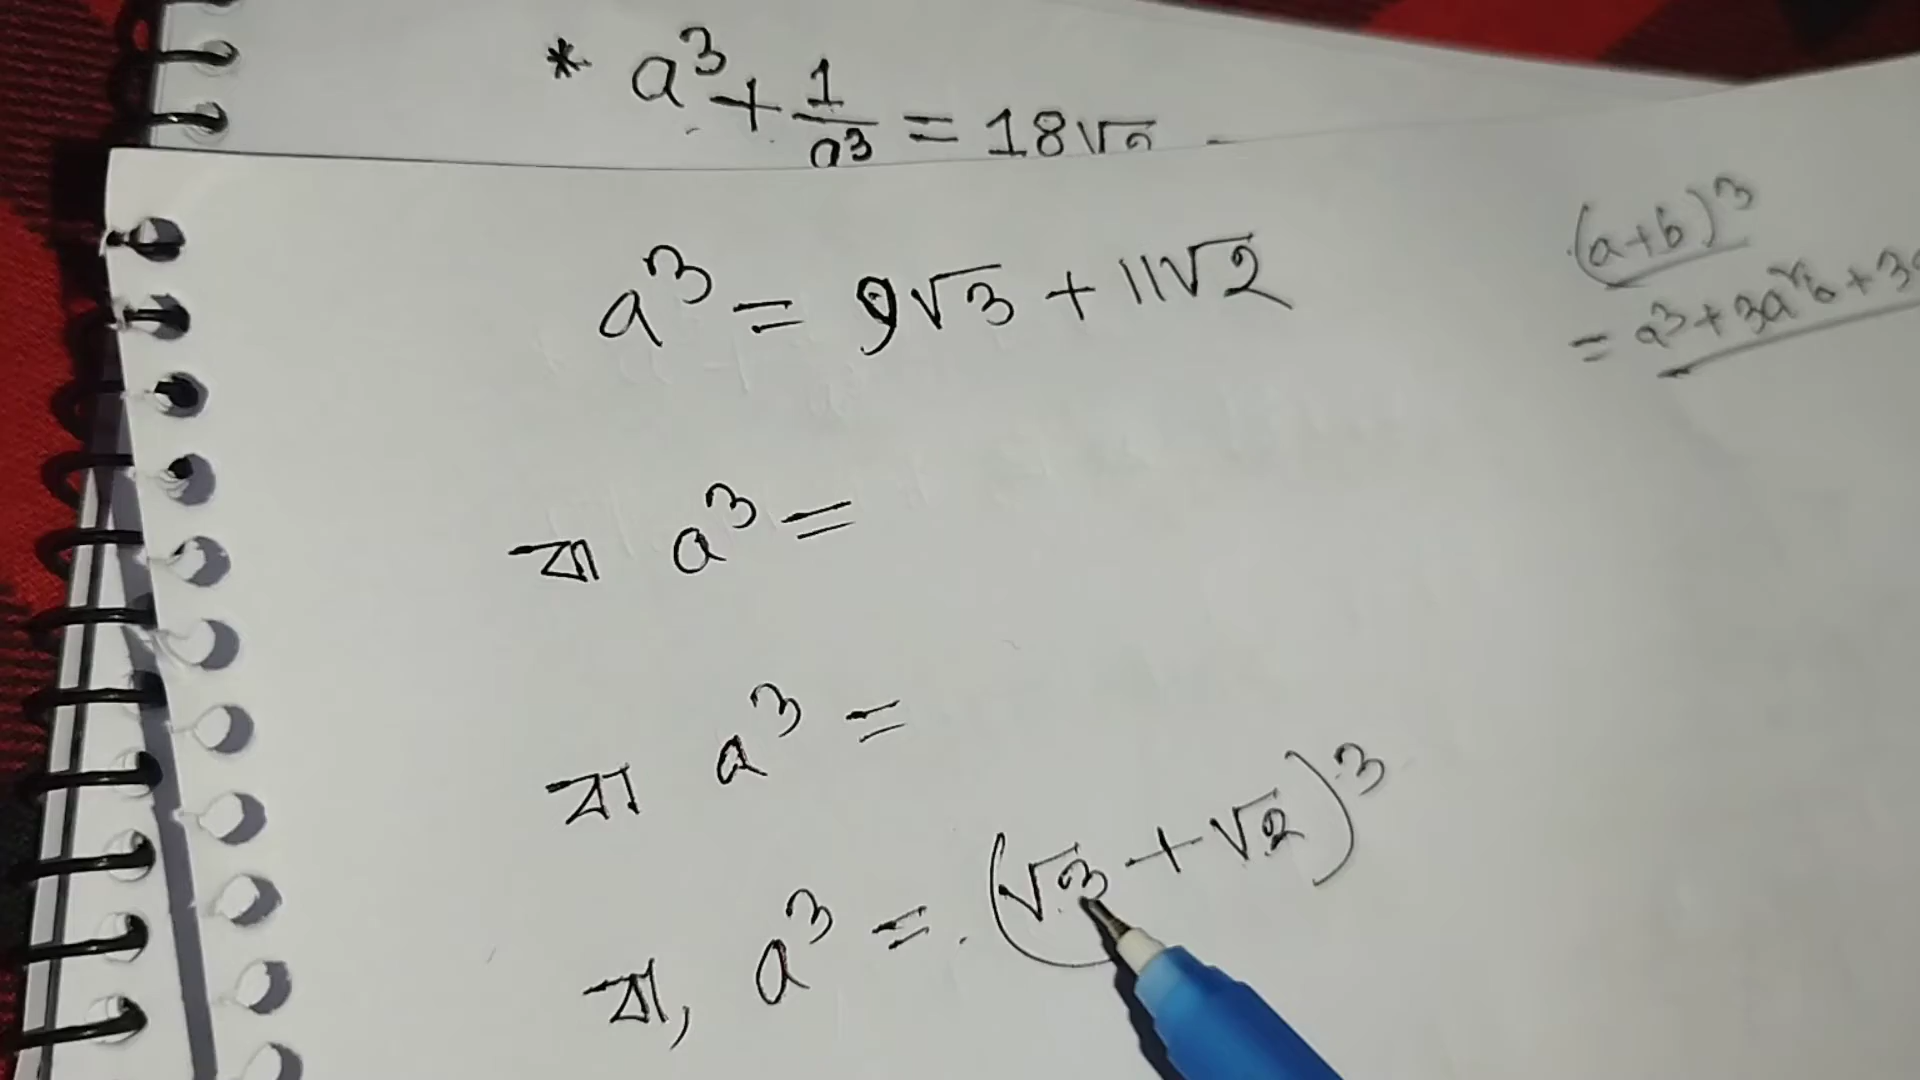 * a³ + 1/a³ = 18√
(a+b)³
= a³ + 3a²b + 3
a³ = 9√3 + 11√2
বা a³ =
বা a³ =
বা, a³ = (√3 + √2)³